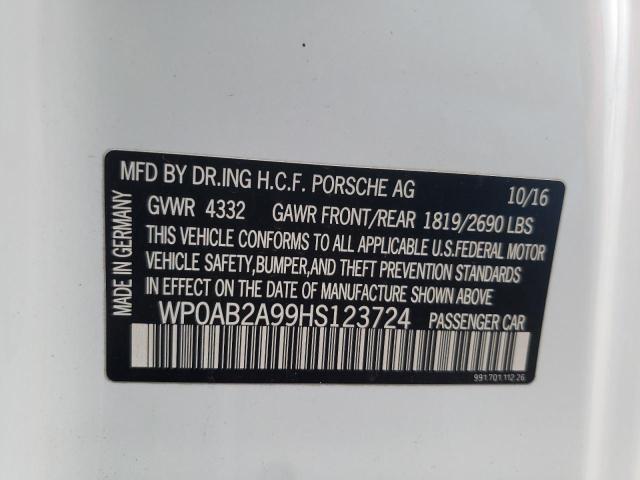 MFD BY DR.ING H.C.F. PORSCHE AG 10/16
GVWR 4332 GAWR FRONT/REAR 1819/2690 LBS
THIS VEHICLE CONFORMS TO ALL APPLICABLE U.S.FEDERAL MOTOR
VEHICLE SAFETY,BUMPER,AND THEFT PREVENTION STANDARDS
IN EFFECT ON THE DATE OF MANUFACTURE SHOWN ABOVE
WP0AB2A99HS123724 PASSENGER CAR
991.701.112.26
MADE IN GERMANY